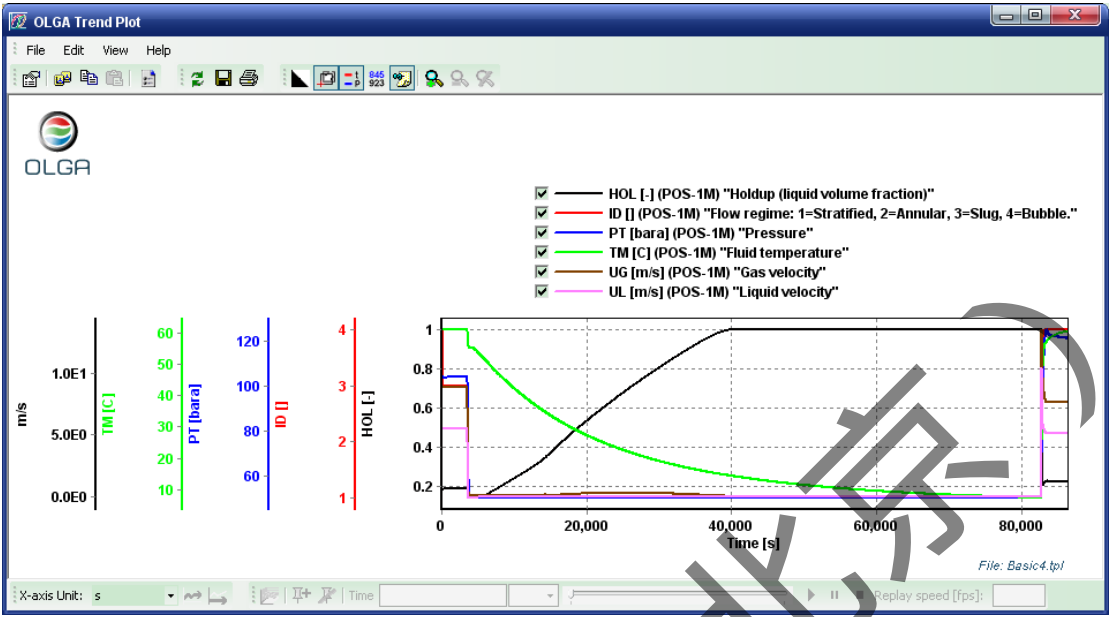 OLGA Trend Plot
File Edit View Help
845
923
OLGA
HOL [-] (POS-1M) "Holdup (liquid volume fraction)"
ID [] (POS-1M) "Flow regime: 1=Stratified, 2=Annular, 3=Slug, 4=Bubble."
PT [bara] (POS-1M) "Pressure"
TM [C] (POS-1M) "Fluid temperature"
UG [m/s] (POS-1M) "Gas velocity"
UL [m/s] (POS-1M) "Liquid velocity"
m/s
1.0E1
5.0E0
0.0E0
TM [C]
60
50
40
30
20
10
PT [bara]
120
100
80
60
ID []
4
3
2
1
HOL [-]
1
0.8
0.6
0.4
0.2
0 20,000 40,000 60,000 80,000
Time [s]
File: Basic4.tpl
X-axis Unit: s Time Replay speed [fps]:
北京)